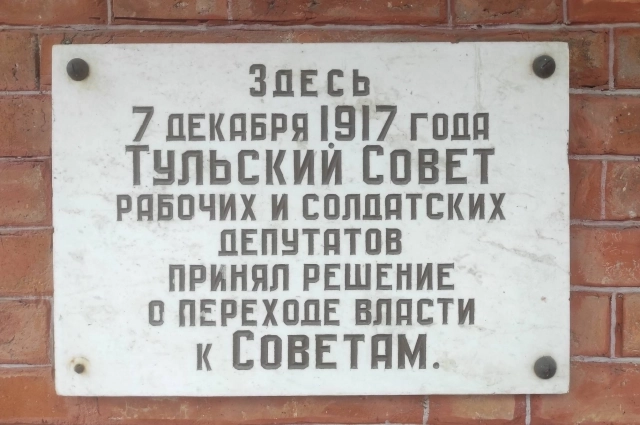 Здесь
7 декабря 1917 года
Тульский Совет
рабочих и солдатских
депутатов
принял решение
о переходе власти
к Советам.